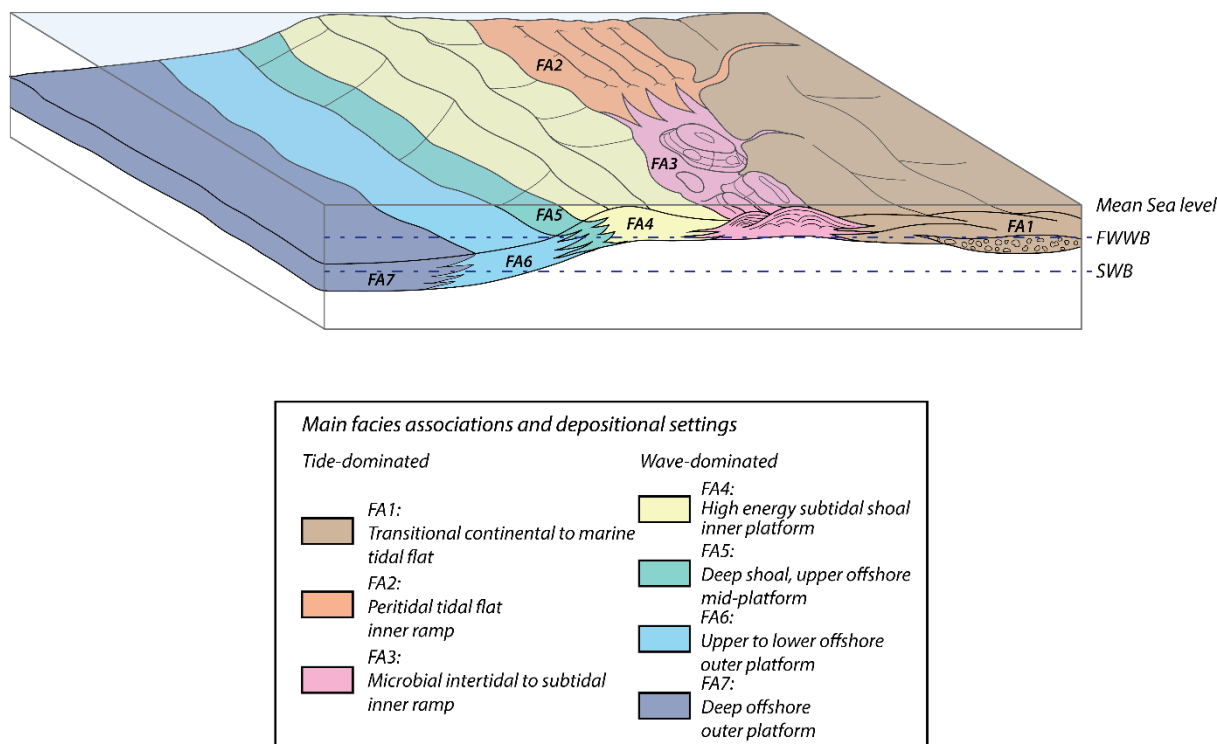 FA2
FA3
FA5
FA4
FA1
FA6
FA7
Mean Sea level
FWWB
SWB
Main facies associations and depositional settings
Tide-dominated
FA1:
Transitional continental to marine
tidal flat
FA2:
Peritidal tidal flat
inner ramp
FA3:
Microbial intertidal to subtidal
inner ramp
Wave-dominated
FA4:
High energy subtidal shoal
inner platform
FA5:
Deep shoal, upper offshore
mid-platform
FA6:
Upper to lower offshore
outer platform
FA7:
Deep offshore
outer platform